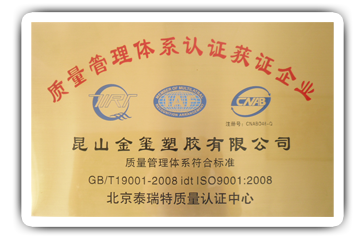 质量管理体系认证获证企业
IAF
CNAB
昆山金玺塑胶有限公司
质量管理体系符合标准
GB/T19001-2008 idt ISO9001:2008
北京泰瑞特质量认证中心